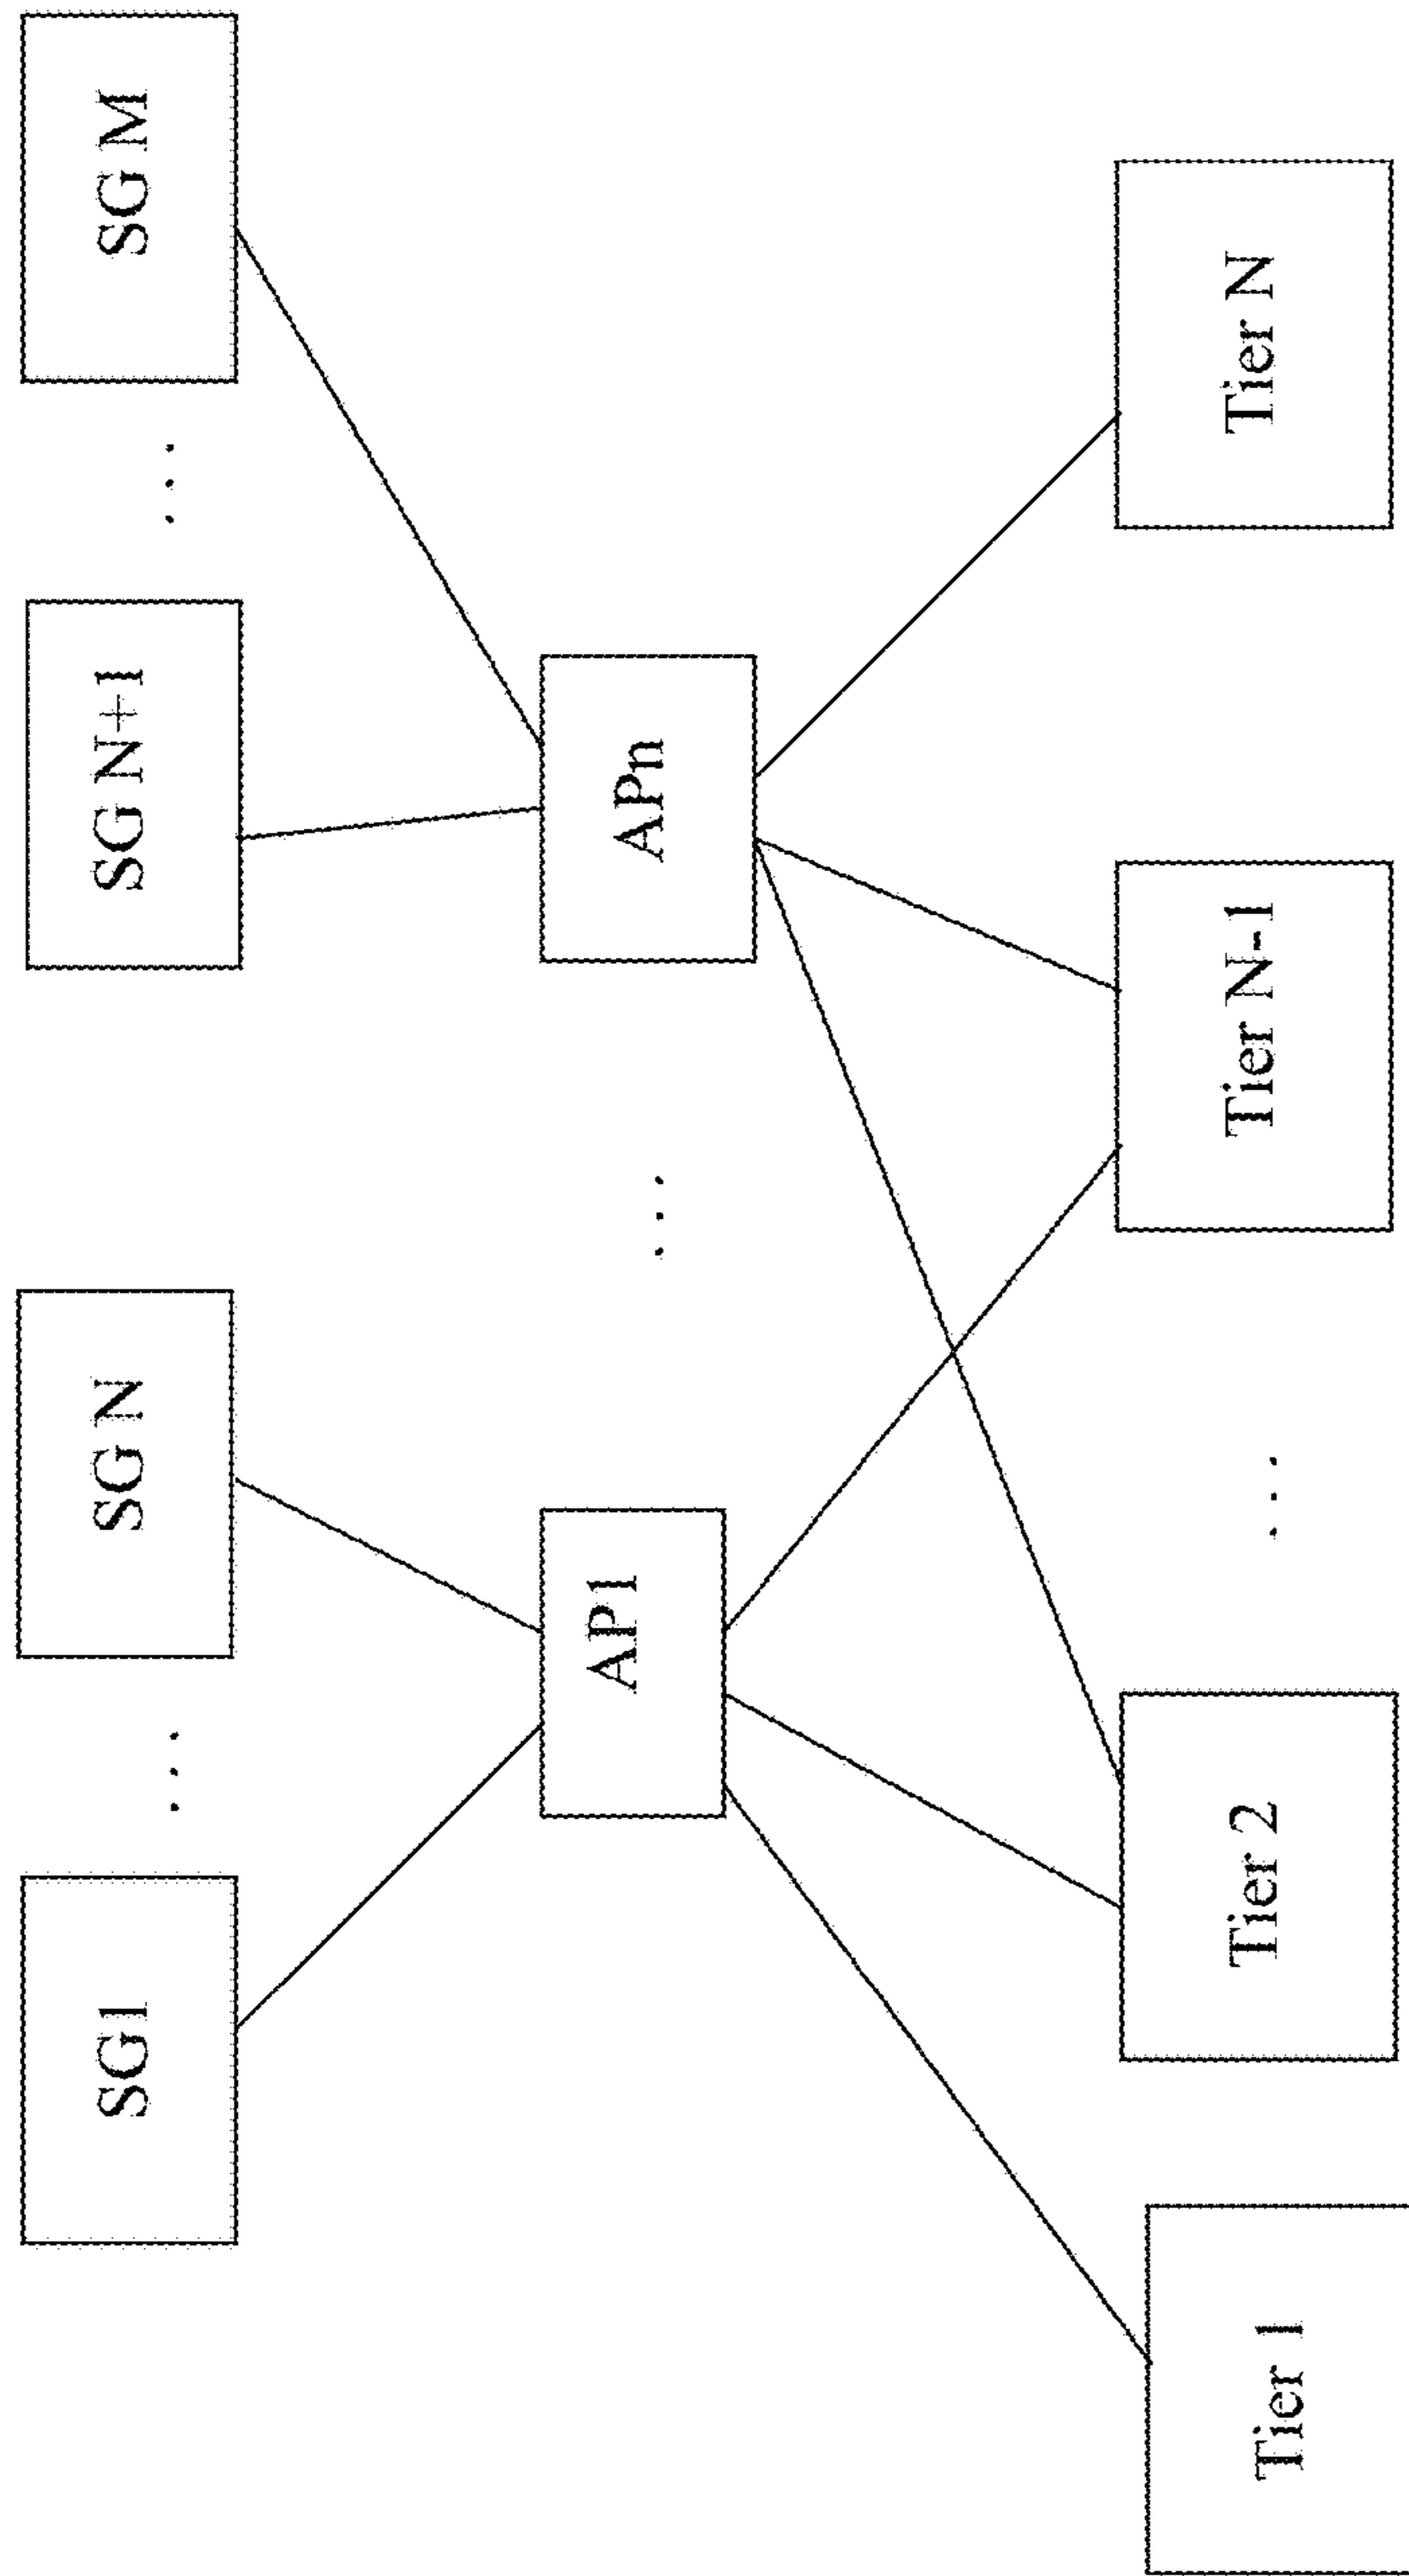 SG1
...
SG N
SG N+1
...
SG M
AP1
...
APn
Tier 1
Tier 2
...
Tier N-1
Tier N